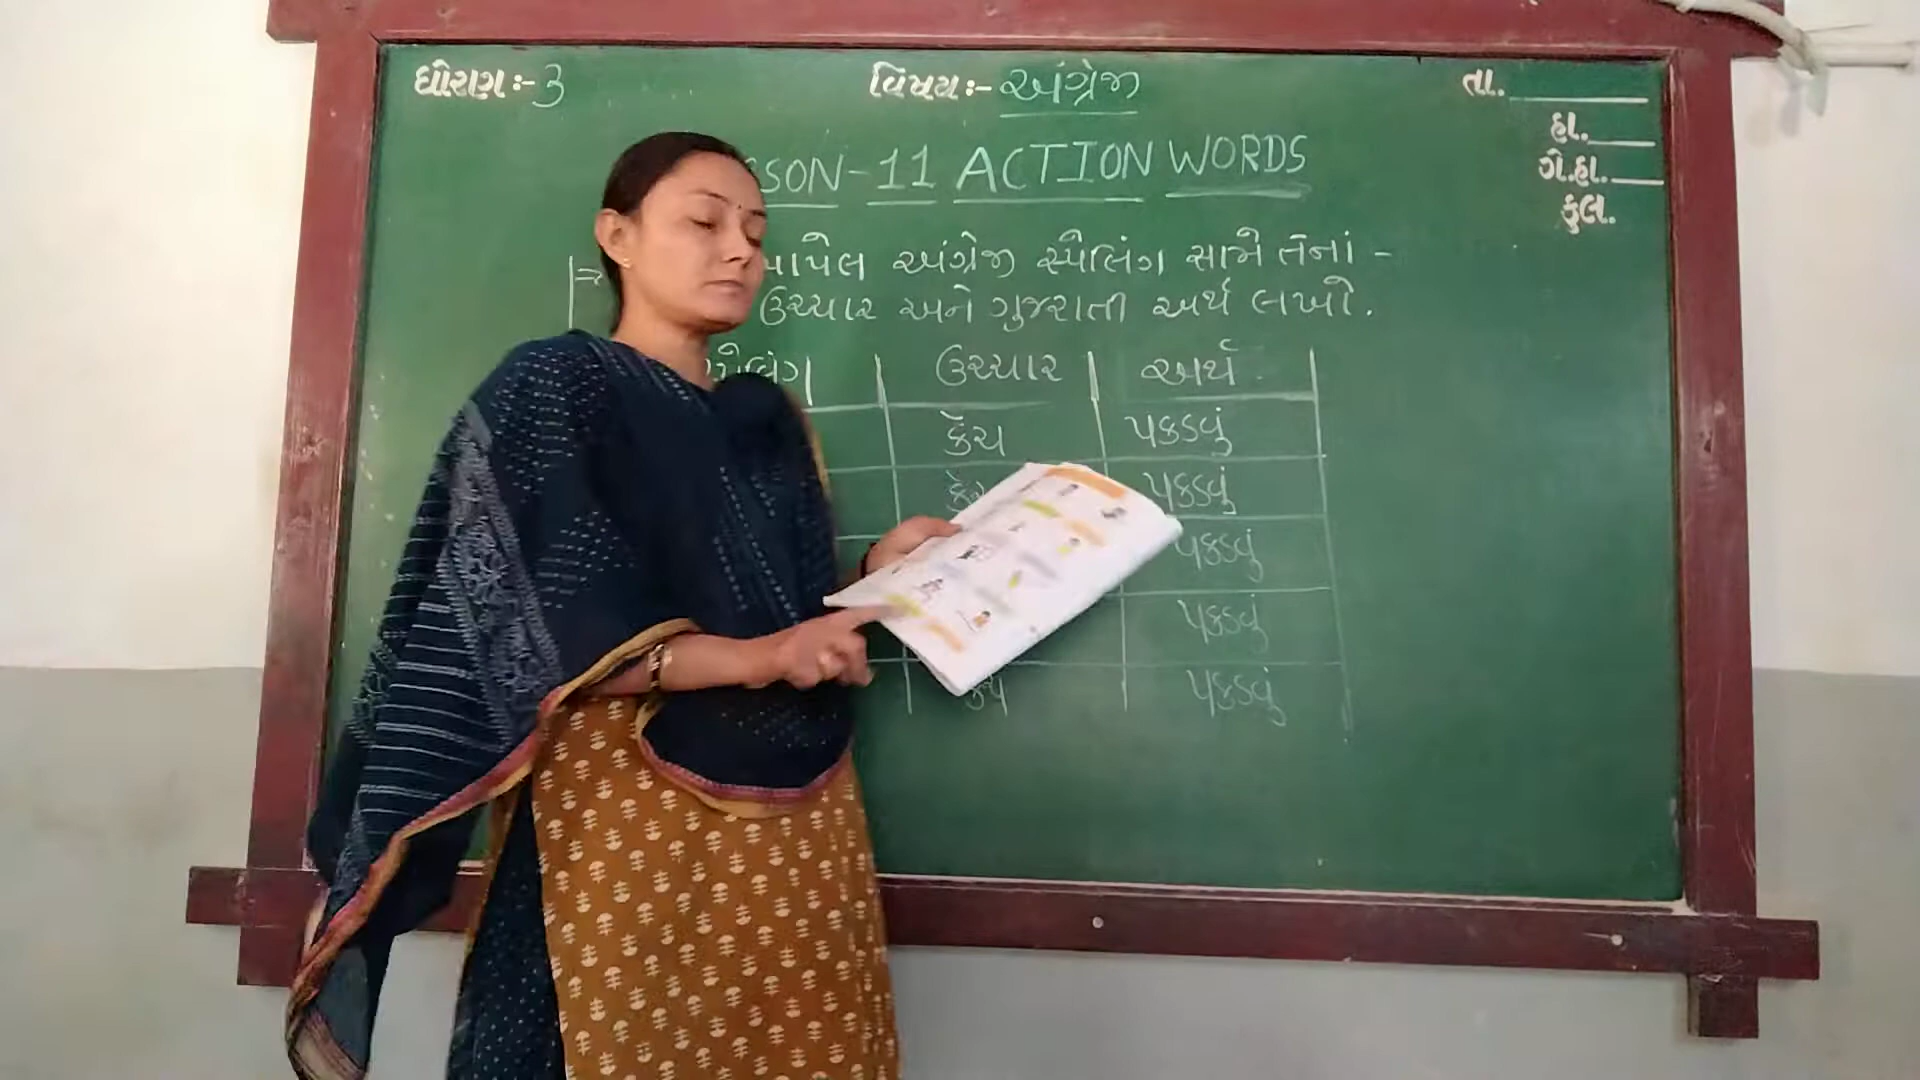 ધોરણ:- 3
વિષય:- અંગ્રેજી
તા.
હા.
ગે.હા.
કુલ.
SSON-11 ACTION WORDS
અંગ્રેજી સ્પેલિંગ સામે તેનાં -
ઉચ્ચાર અને ગુજરાતી અર્થ લખો.
ઉચ્ચાર અર્થ
કેચ પકડવું
પકડવું
પકડવું
પકડવું
કેચ પકડવું